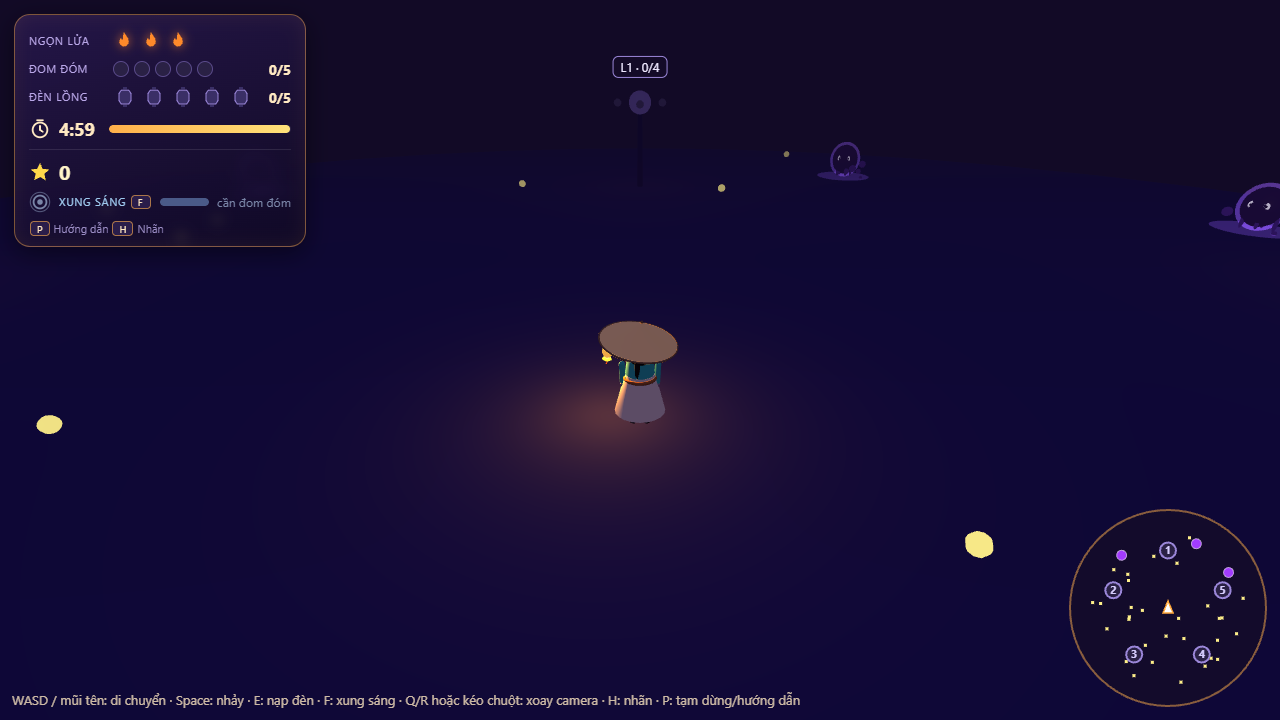 NGỌN LỬA
ĐOM ĐÓM 0/5
ĐÈN LỒNG 0/5
4:59
0
XUNG SÁNG F cần đom đóm
P Hướng dẫn H Nhãn
L1 · 0/4
1
2
5
3
4
WASD / mũi tên: di chuyển · Space: nhảy · E: nạp đèn · F: xung sáng · Q/R hoặc kéo chuột: xoay camera · H: nhãn · P: tạm dừng/hướng dẫn